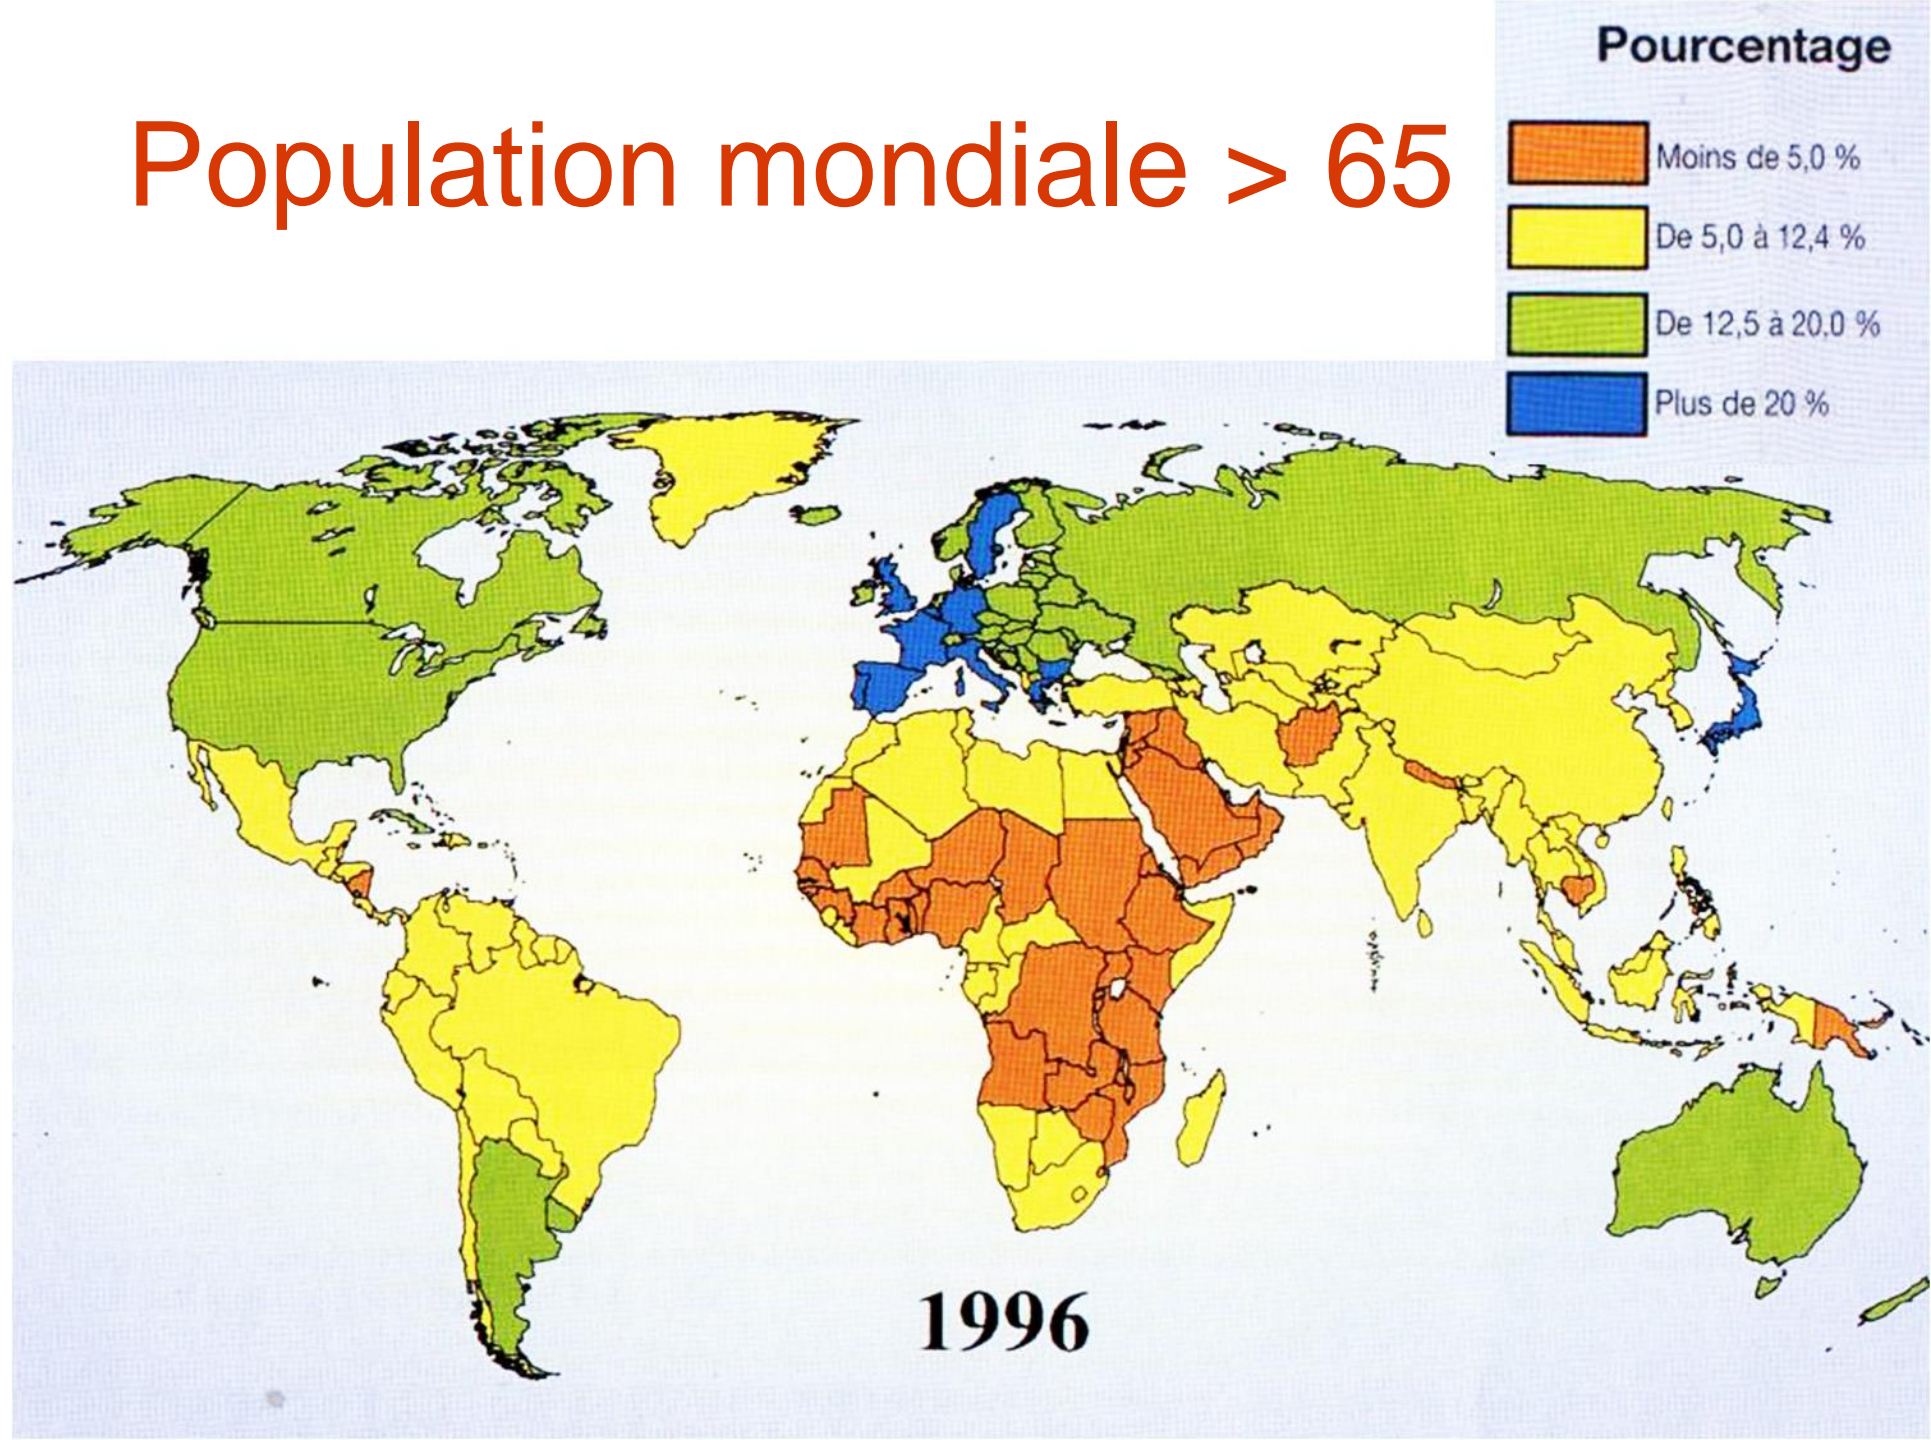 Population mondiale > 65
Pourcentage
Moins de 5,0 %
De 5,0 à 12,4 %
De 12,5 à 20,0 %
Plus de 20 %
1996